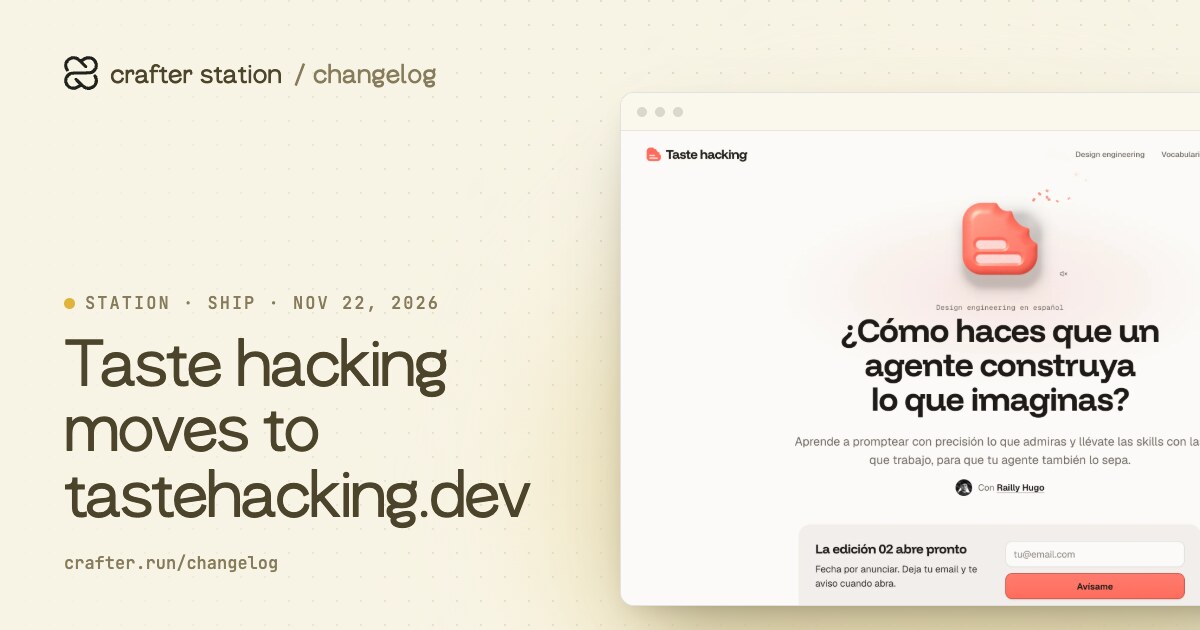 crafter station / changelog
STATION · SHIP · NOV 22, 2026
Taste hacking
moves to
tastehacking.dev
crafter.run/changelog
Taste hacking
Design engineering
Design engineering en español
¿Cómo haces que un
agente construya
lo que imaginas?
Aprende a promptear con precisión lo que admiras y llévate las skills con la
que trabajo, para que tu agente también lo sepa.
Con Railly Hugo
La edición 02 abre pronto
Fecha por anunciar. Deja tu email y te
aviso cuando abra.
tu@email.com
Avísame